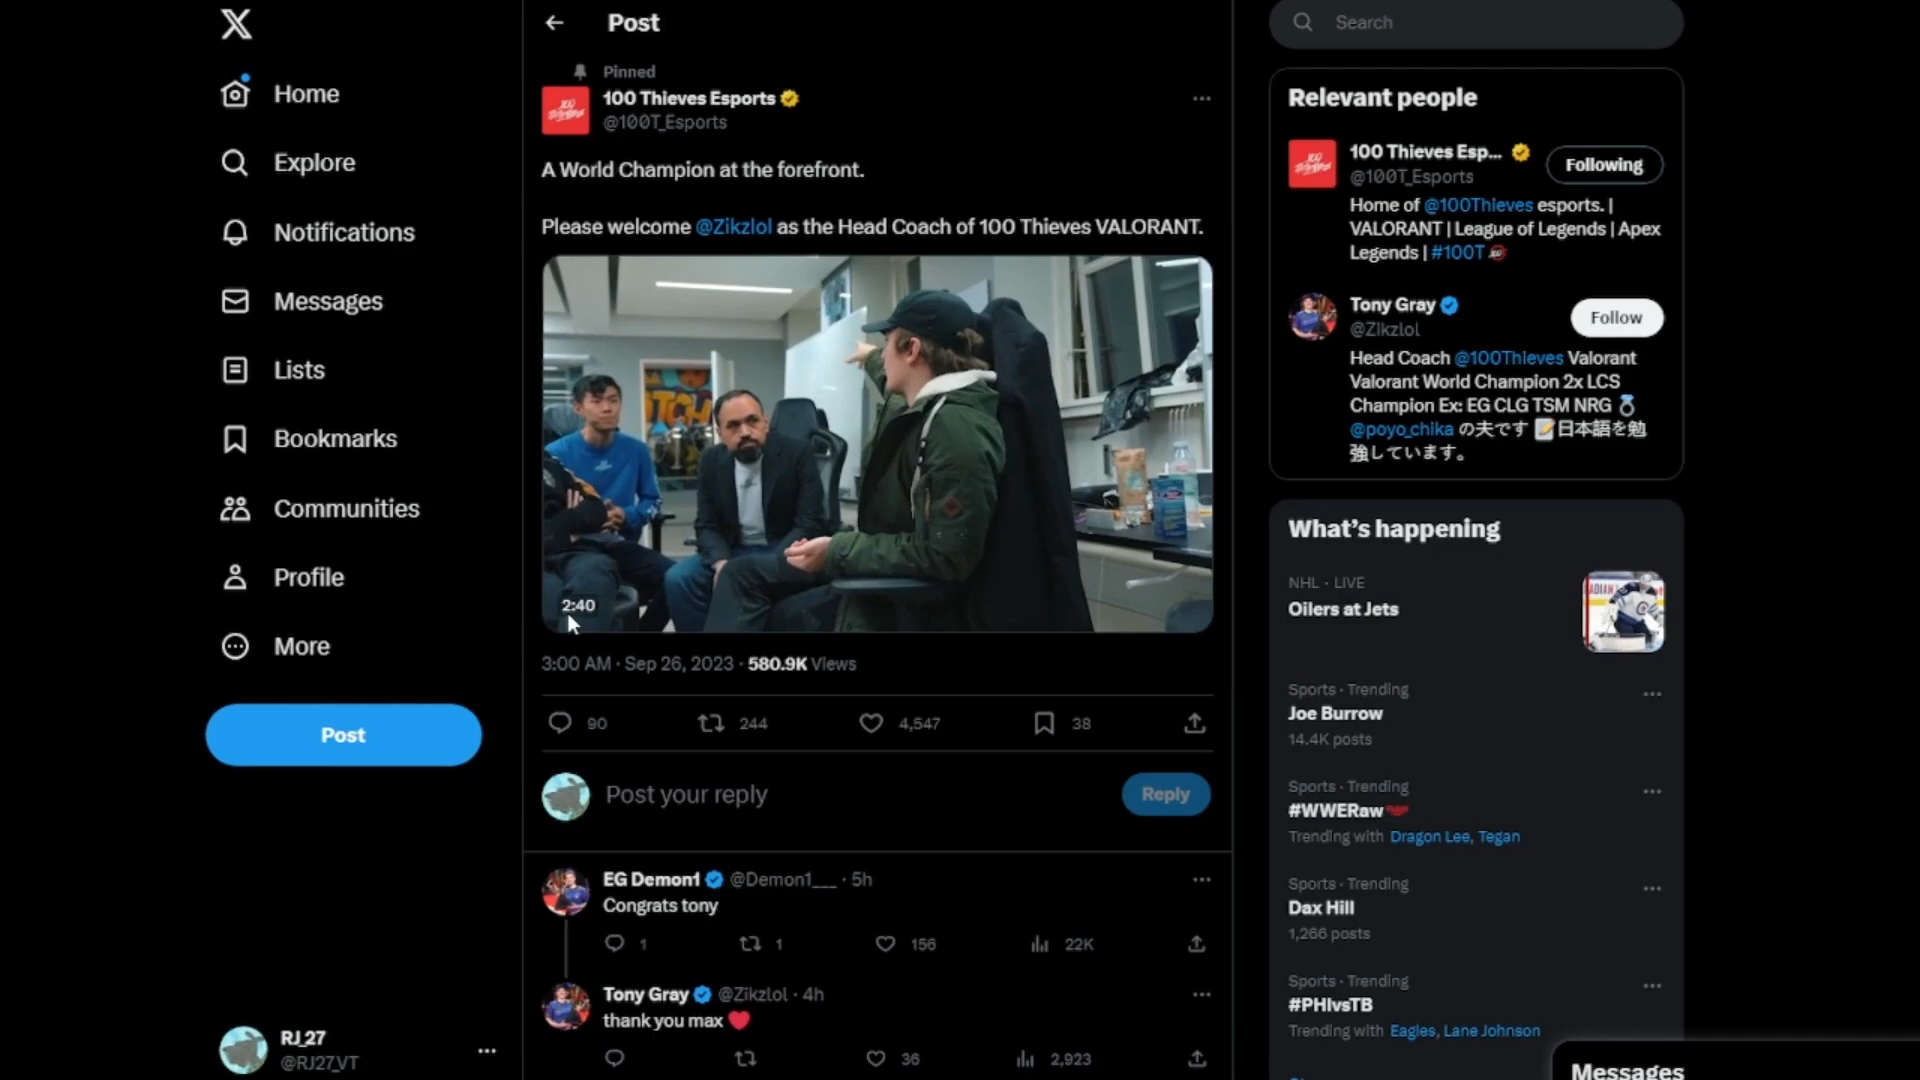 Home
Explore
Notifications
Messages
Lists
Bookmarks
Communities
Profile
More
Post
RJ_27
@RJ27_VT
Post
Pinned
100 Thieves Esports
@100T_Esports
A World Champion at the forefront.
Please welcome @Zikzlol as the Head Coach of 100 Thieves VALORANT.
2:40
3:00 AM · Sep 26, 2023 · 580.9K Views
90 244 4,547 38
Post your reply
Reply
EG Demon1 @Demon1___ · 5h
Congrats tony
1 1 156 22K
Tony Gray @Zikzlol · 4h
thank you max
36 2,923
Search
Relevant people
100 Thieves Esp...
@100T_Esports
Following
Home of @100Thieves esports. |
VALORANT | League of Legends | Apex
Legends | #100T
Tony Gray
@Zikzlol
Follow
Head Coach @100Thieves Valorant
Valorant World Champion 2x LCS
Champion Ex: EG CLG TSM NRG
@poyo_chika の夫です 日本語を勉
強しています。
What's happening
NHL · LIVE
Oilers at Jets
Sports · Trending
Joe Burrow
14.4K posts
Sports · Trending
#WWERaw
Trending with Dragon Lee, Tegan
Sports · Trending
Dax Hill
1,266 posts
Sports · Trending
#PHIvsTB
Trending with Eagles, Lane Johnson
Messages